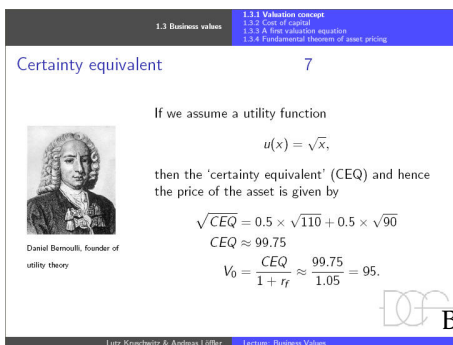 1.3 Business values
1.3.1 Valuation concept
1.3.2 Cost of capital
1.3.3 A first valuation equation
1.3.4 Fundamental theorem of asset pricing
Certainty equivalent 7
If we assume a utility function
u(x) = √x,
then the ‘certainty equivalent’ (CEQ) and hence
the price of the asset is given by
√CEQ = 0.5 × √110 + 0.5 × √90
CEQ ≈ 99.75
V₀ = CEQ / (1 + r_f) ≈ 99.75 / 1.05 = 95.
Daniel Bernoulli, founder of
utility theory
DCF
B
Lutz Kruschwitz & Andreas Löffler Lecture: Business Values